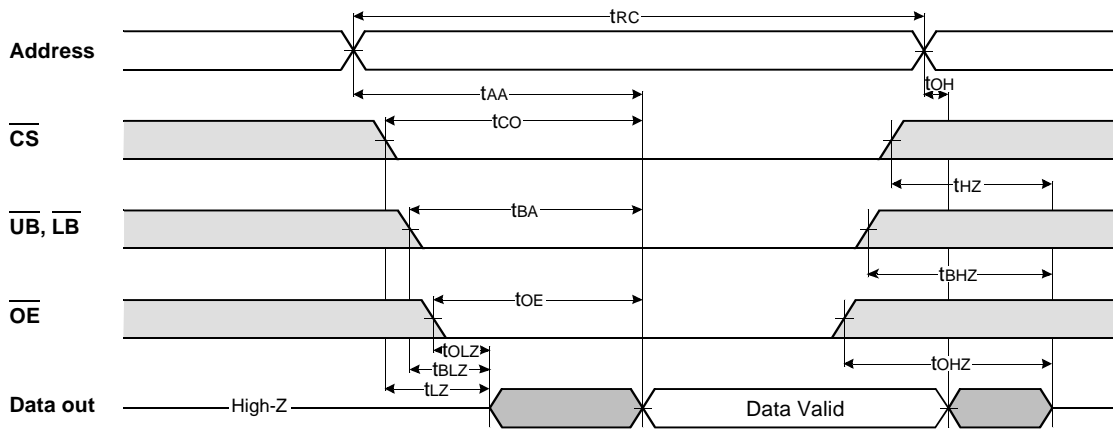 tRC
Address
tOH
tAA
tCO
CS
tHZ
tBA
UB, LB
tBHZ
tOE
OE
tOLZ
tOHZ
tBLZ
tLZ
Data out
High-Z
Data Valid